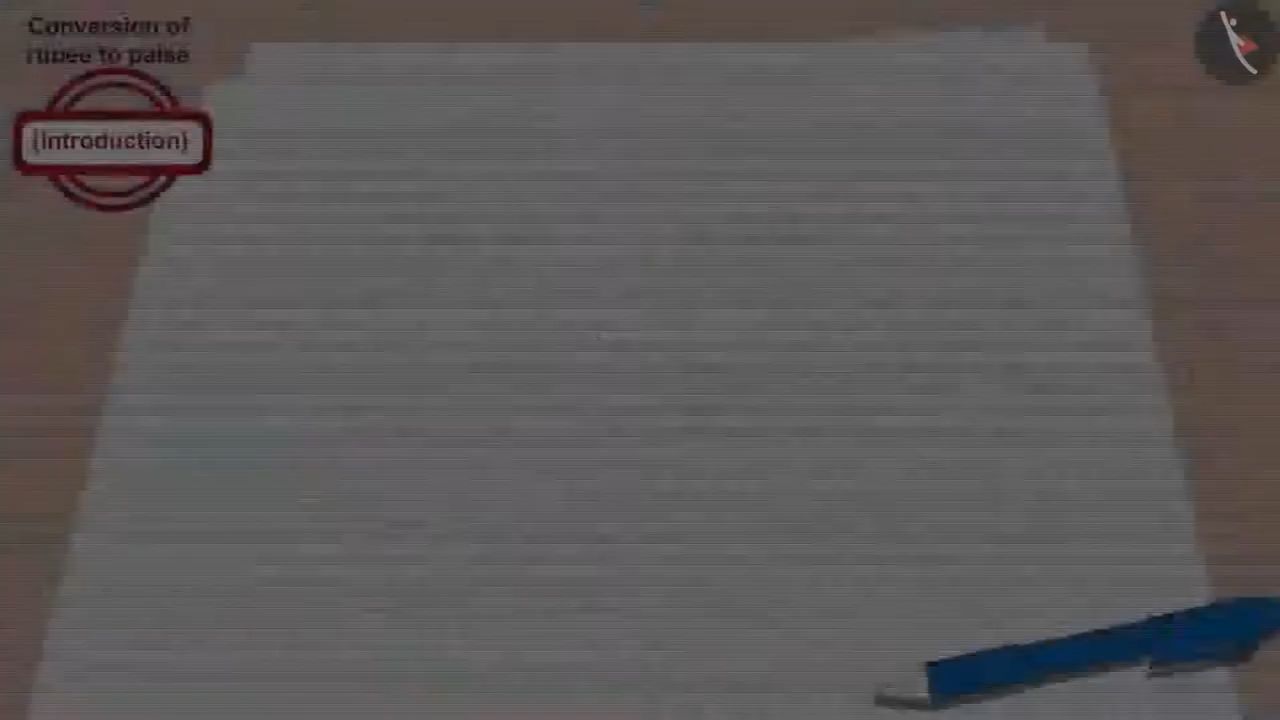 Conversion of
rupee to paise
(Introduction)